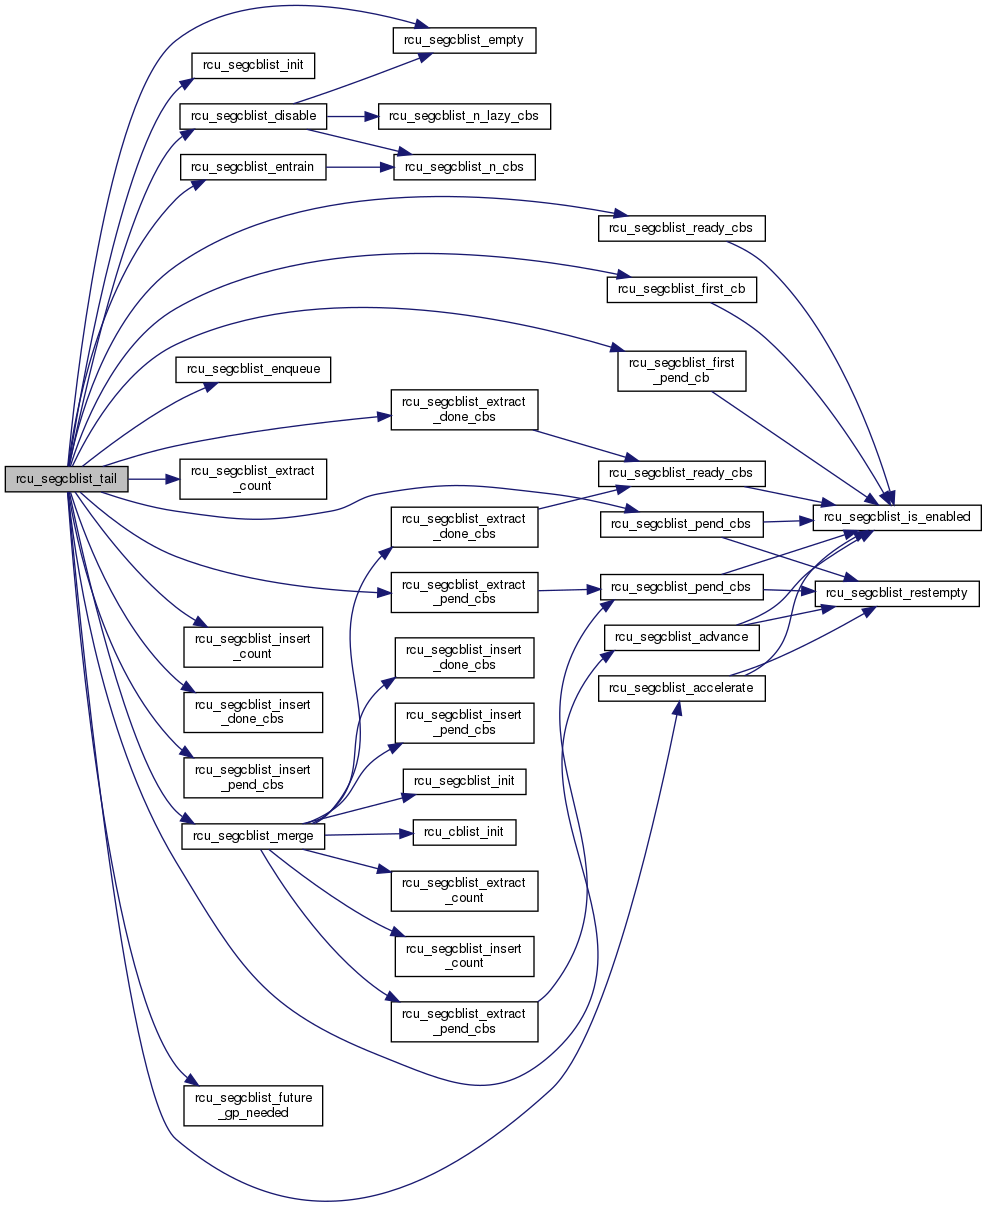 rcu_segcblist_empty
rcu_segcblist_init
rcu_segcblist_disable
rcu_segcblist_n_lazy_cbs
rcu_segcblist_entrain
rcu_segcblist_n_cbs
rcu_segcblist_ready_cbs
rcu_segcblist_first_cb
rcu_segcblist_first
_pend_cb
rcu_segcblist_enqueue
rcu_segcblist_extract
_done_cbs
rcu_segcblist_tail
rcu_segcblist_extract
_count
rcu_segcblist_ready_cbs
rcu_segcblist_extract
_done_cbs
rcu_segcblist_pend_cbs
rcu_segcblist_is_enabled
rcu_segcblist_extract
_pend_cbs
rcu_segcblist_pend_cbs
rcu_segcblist_restempty
rcu_segcblist_insert
_count
rcu_segcblist_insert
_done_cbs
rcu_segcblist_advance
rcu_segcblist_accelerate
rcu_segcblist_insert
_done_cbs
rcu_segcblist_insert
_pend_cbs
rcu_segcblist_insert
_pend_cbs
rcu_segcblist_init
rcu_segcblist_merge
rcu_cblist_init
rcu_segcblist_extract
_count
rcu_segcblist_insert
_count
rcu_segcblist_extract
_pend_cbs
rcu_segcblist_future
_gp_needed